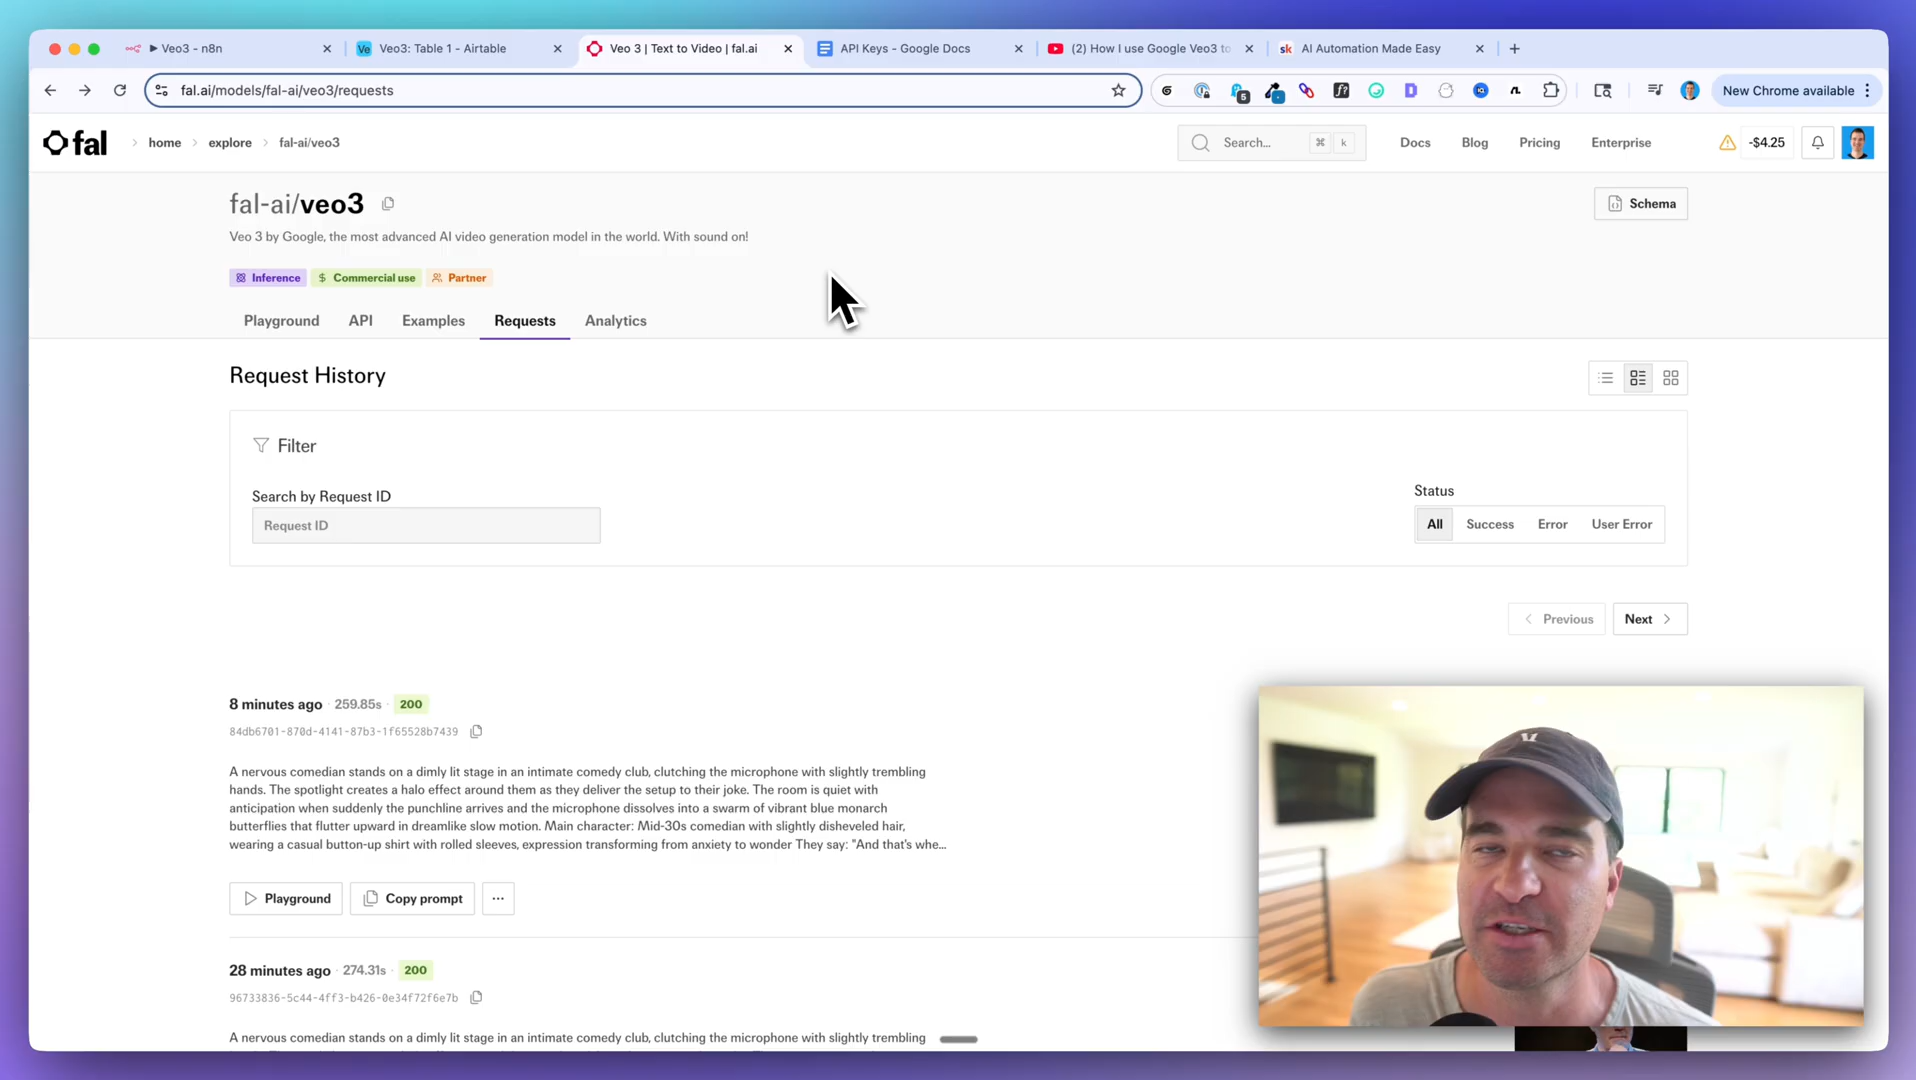 Veo3 - n8n
Veo3: Table 1 - Airtable
Veo 3 | Text to Video | fal.ai
API Keys - Google Docs
(2) How I use Google Veo3 to
AI Automation Made Easy
fal.ai/models/fal-ai/veo3/requests
5
New Chrome available
fal
home
explore
fal-ai/veo3
Search...
⌘
k
Docs
Blog
Pricing
Enterprise
-$4.25
fal-ai/veo3
Schema
Veo 3 by Google, the most advanced AI video generation model in the world. With sound on!
Inference
Commercial use
Partner
Playground
API
Examples
Requests
Analytics
Request History
Filter
Search by Request ID
Request ID
Status
All
Success
Error
User Error
Previous
Next
8 minutes ago · 259.85s · 200
84db6701-870d-4141-87b3-1f65528b7439
A nervous comedian stands on a dimly lit stage in an intimate comedy club, clutching the microphone with slightly trembling
hands. The spotlight creates a halo effect around them as they deliver the setup to their joke. The room is quiet with
anticipation when suddenly the punchline arrives and the microphone dissolves into a swarm of vibrant blue monarch
butterflies that flutter upward in dreamlike slow motion. Main character: Mid-30s comedian with slightly disheveled hair,
wearing a casual button-up shirt with rolled sleeves, expression transforming from anxiety to wonder They say: "And that's whe...
Playground
Copy prompt
28 minutes ago · 274.31s · 200
96733836-5c44-4ff3-b426-0e34f72f6e7b
A nervous comedian stands on a dimly lit stage in an intimate comedy club, clutching the microphone with slightly trembling